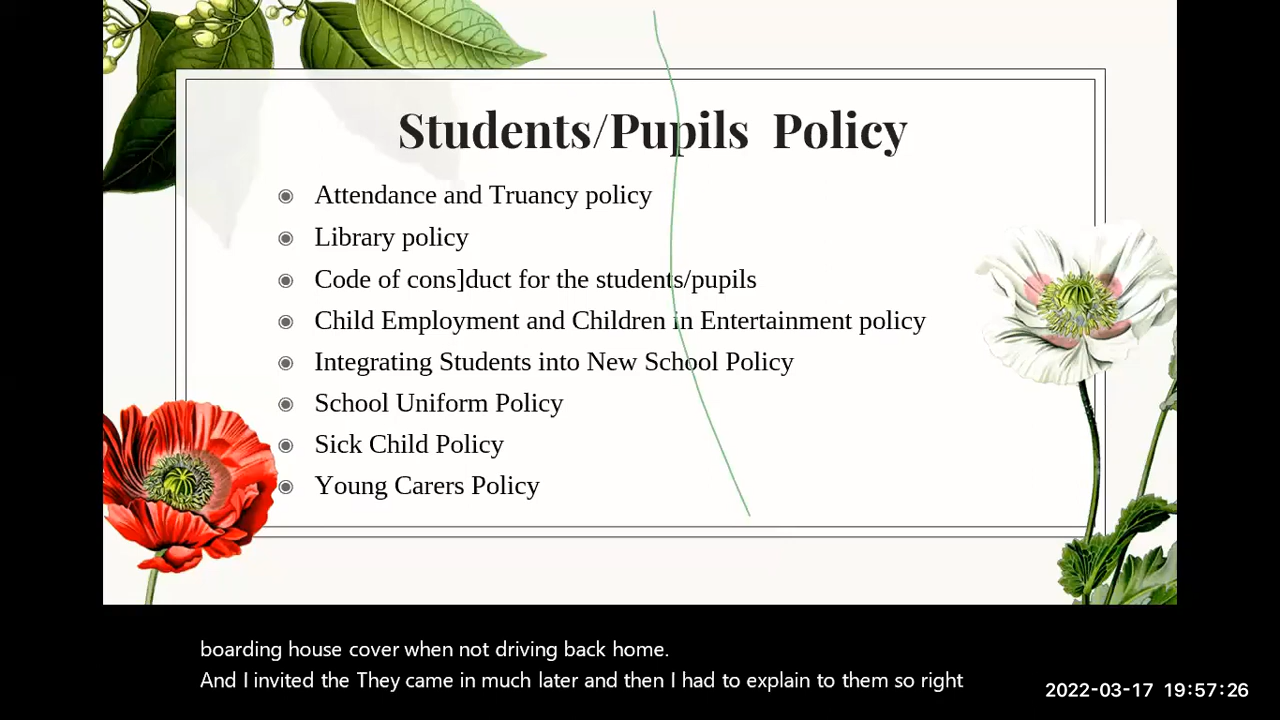 Students/Pupils Policy
Attendance and Truancy policy
Library policy
Code of cons]duct for the students/pupils
Child Employment and Children in Entertainment policy
Integrating Students into New School Policy
School Uniform Policy
Sick Child Policy
Young Carers Policy
boarding house cover when not driving back home.
And I invited the They came in much later and then I had to explain to them so right
2022-03-17 19:57:26